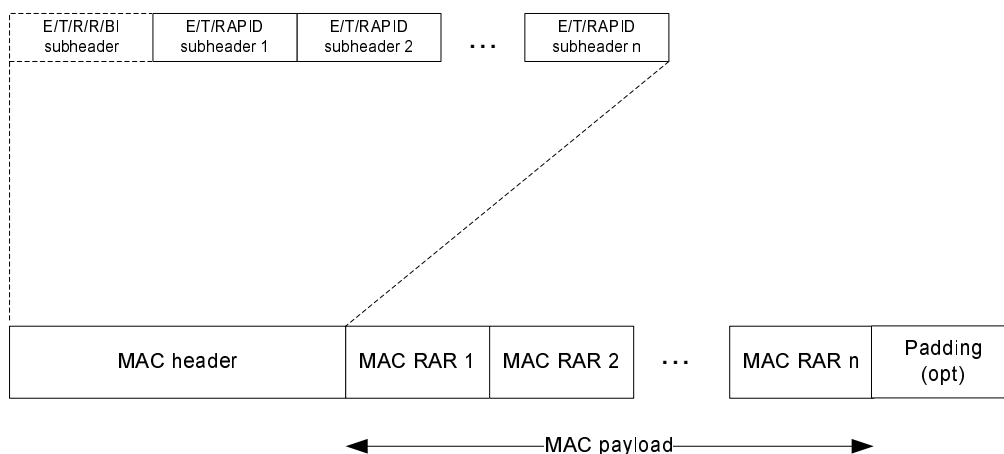 E/T/R/R/BI
subheader
E/T/RAPID
subheader 1
E/T/RAPID
subheader 2
...
E/T/RAPID
subheader n
MAC header
MAC RAR 1
MAC RAR 2
...
MAC RAR n
Padding
(opt)
MAC payload